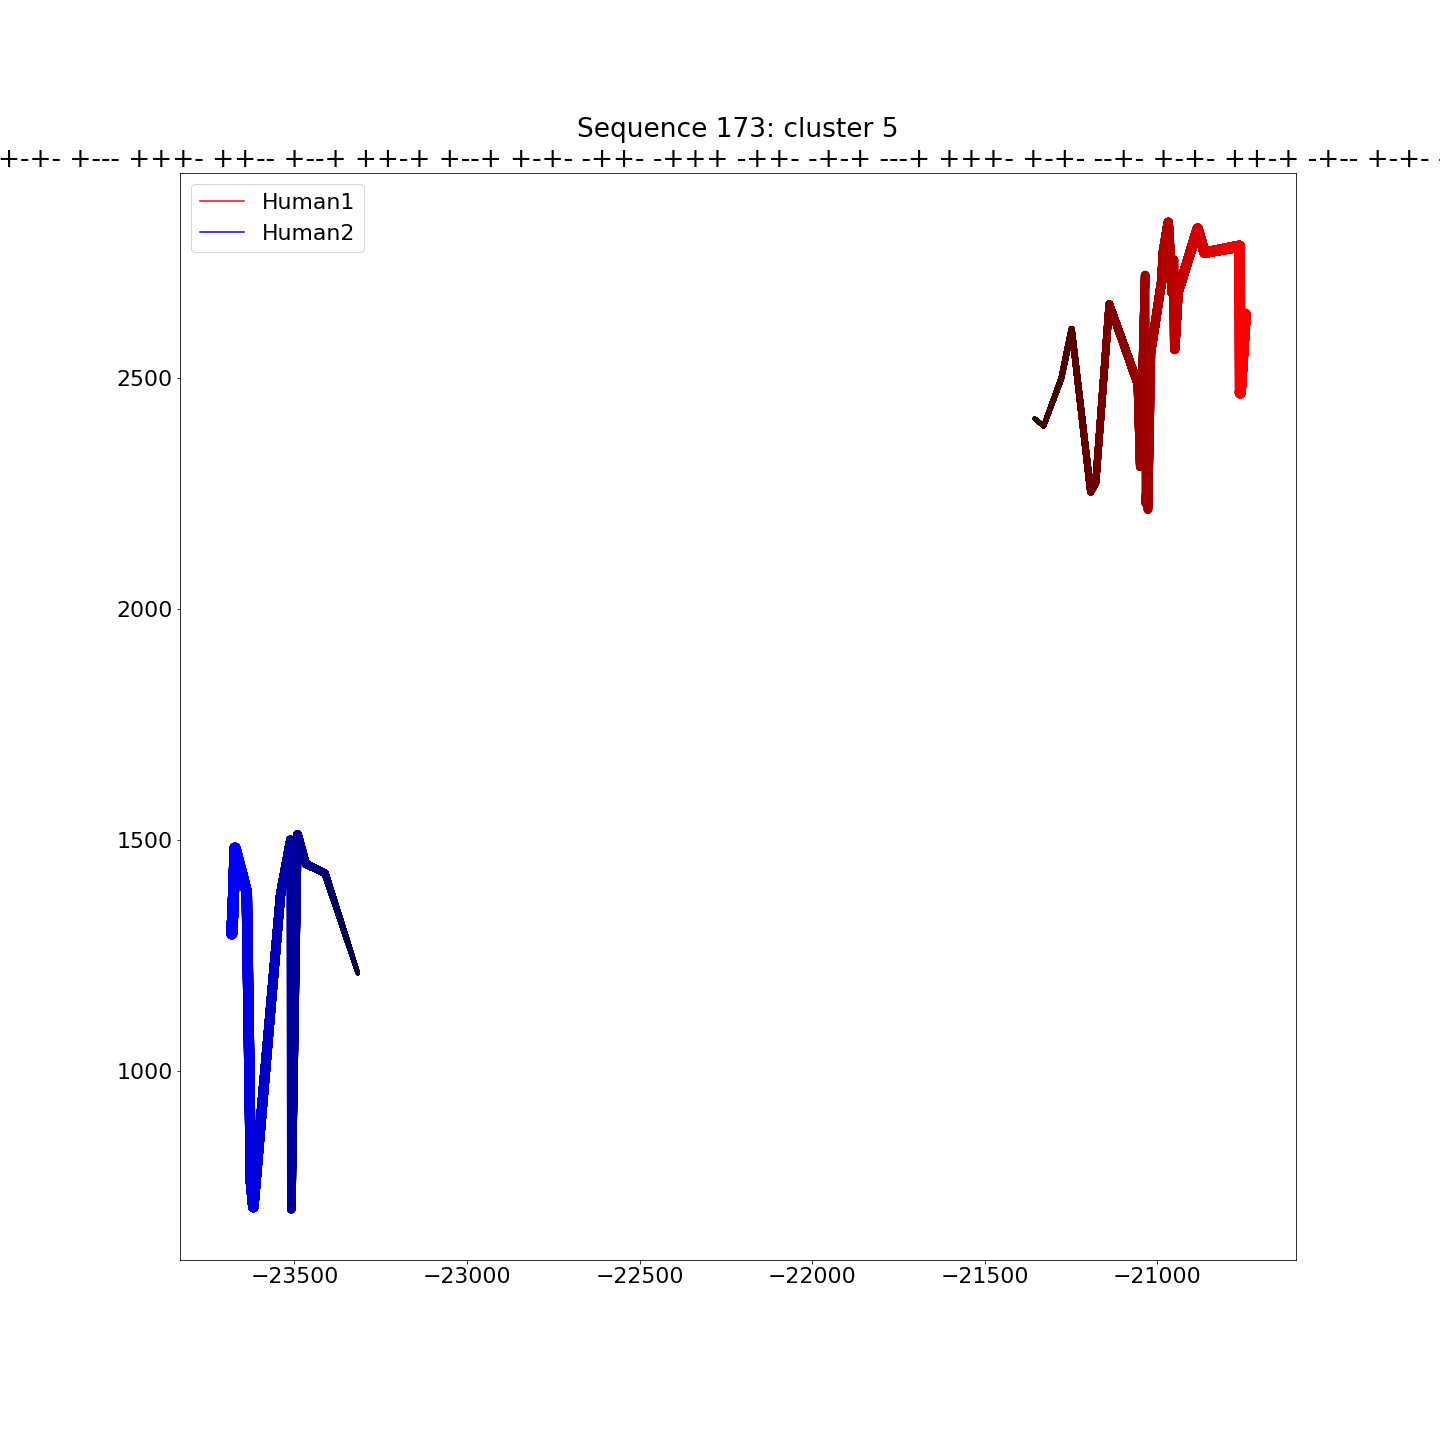 Sequence 173: cluster 5
+-+- +--- +++- ++-- +--+ ++-+ +--+ +-+- -++- -+++ -++- -+-+ ---+ +++- +-+- --+- +-+- ++-+ -+-- +-+- -
Human1
Human2
2500
2000
1500
1000
−23500 −23000 −22500 −22000 −21500 −21000